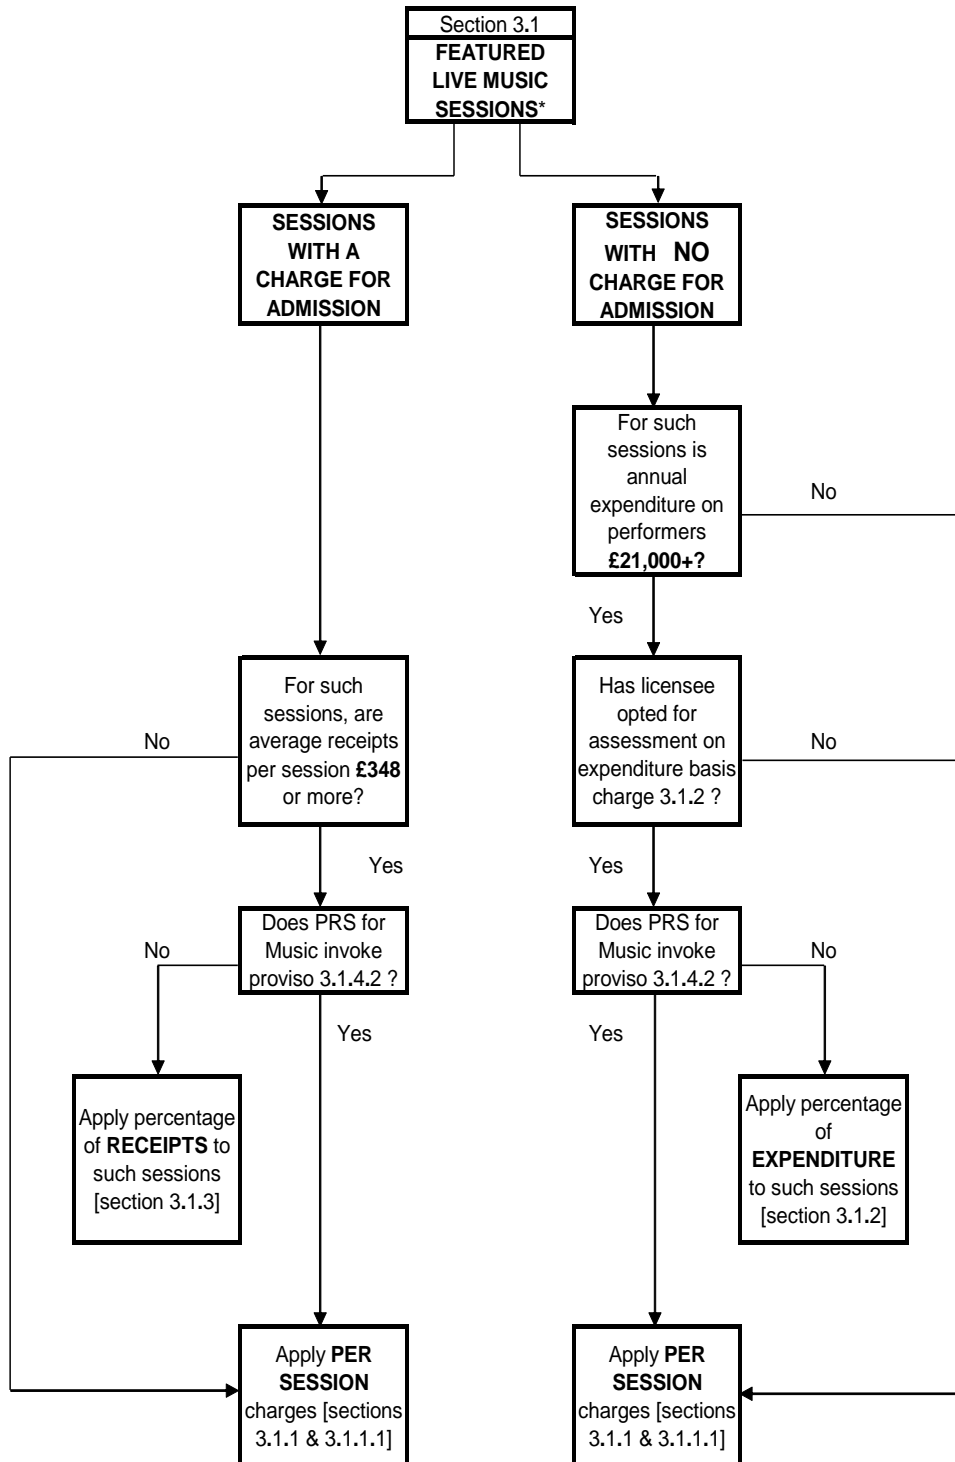 Section 3.1
FEATURED
LIVE MUSIC
SESSIONS*
SESSIONS
WITH A
CHARGE FOR
ADMISSION
SESSIONS
WITH NO
CHARGE FOR
ADMISSION
For such
sessions is
annual
expenditure on
performers
£21,000+?
No
Yes
For such
sessions, are
average receipts
per session £348
or more?
No
Yes
Has licensee
opted for
assessment on
expenditure basis
charge 3.1.2 ?
No
Yes
Does PRS for
Music invoke
proviso 3.1.4.2 ?
No
Yes
Does PRS for
Music invoke
proviso 3.1.4.2 ?
No
Yes
Apply percentage
of RECEIPTS to
such sessions
[section 3.1.3]
Apply percentage
of
EXPENDITURE
to such sessions
[section 3.1.2]
Apply PER
SESSION
charges [sections
3.1.1 & 3.1.1.1]
Apply PER
SESSION
charges [sections
3.1.1 & 3.1.1.1]